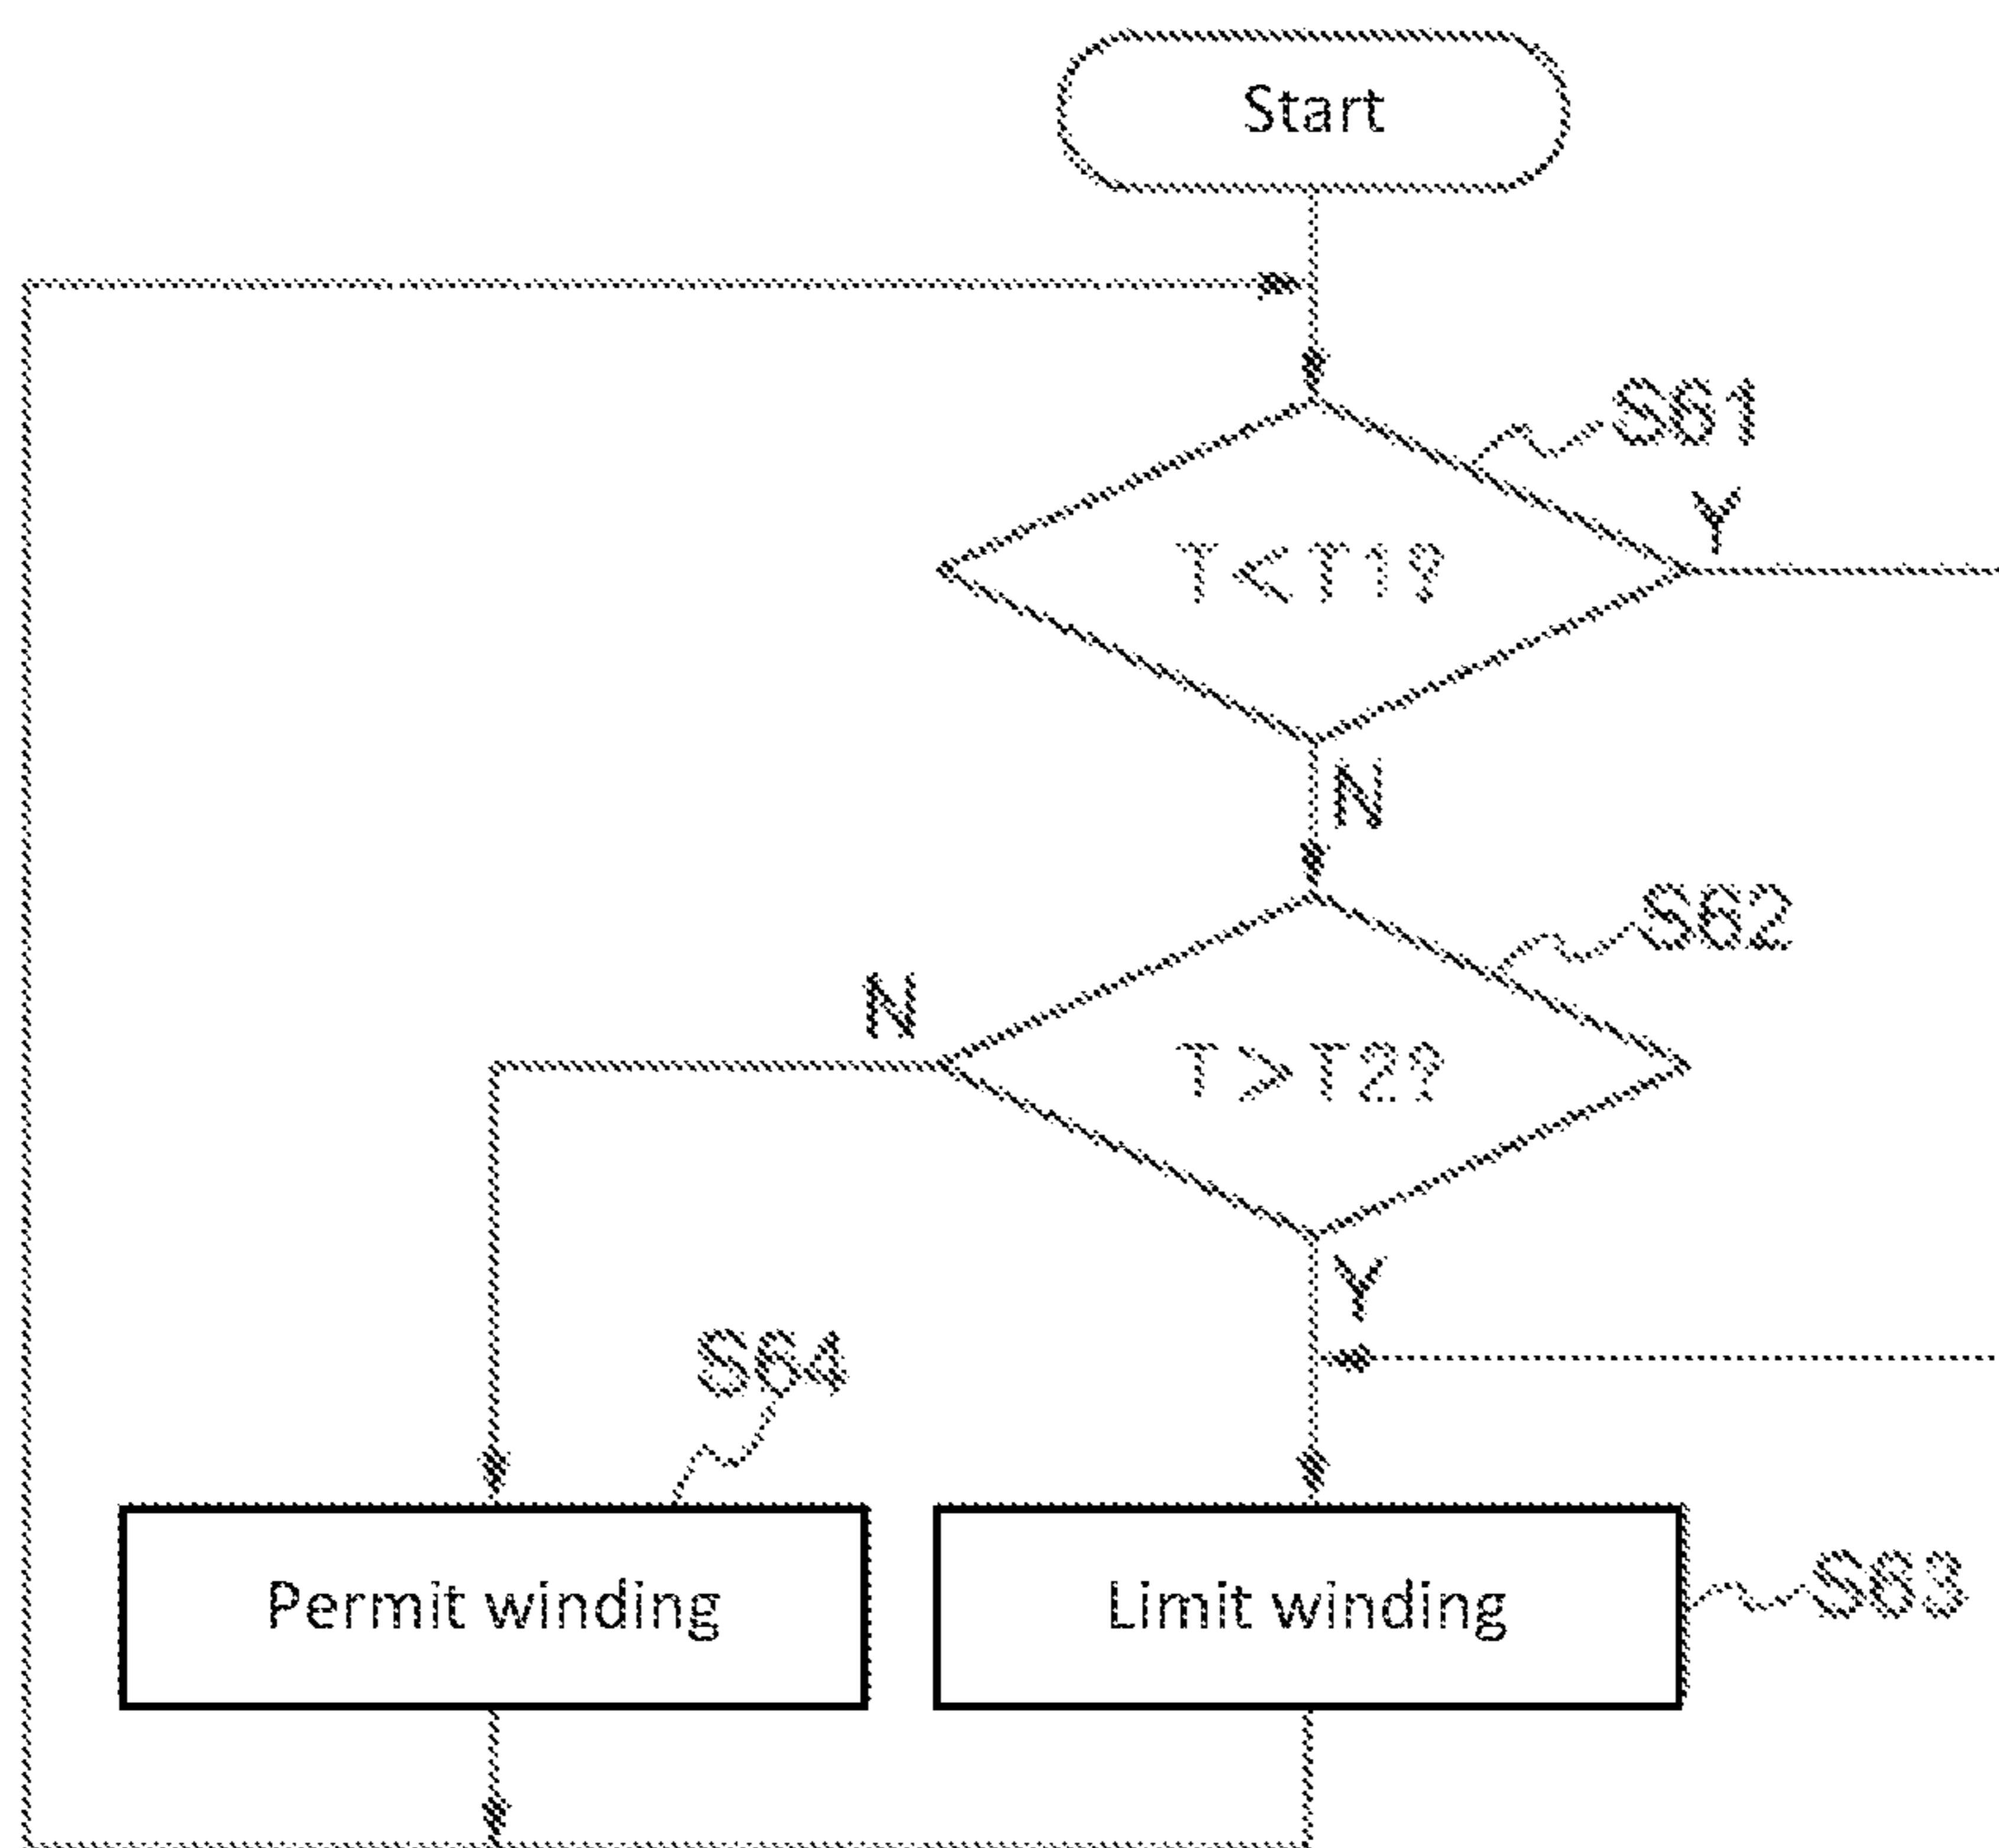 Start
S61
Y
T<T1?
N
S62
N
T>T2?
Y
S64
Permit winding
Limit winding
S63